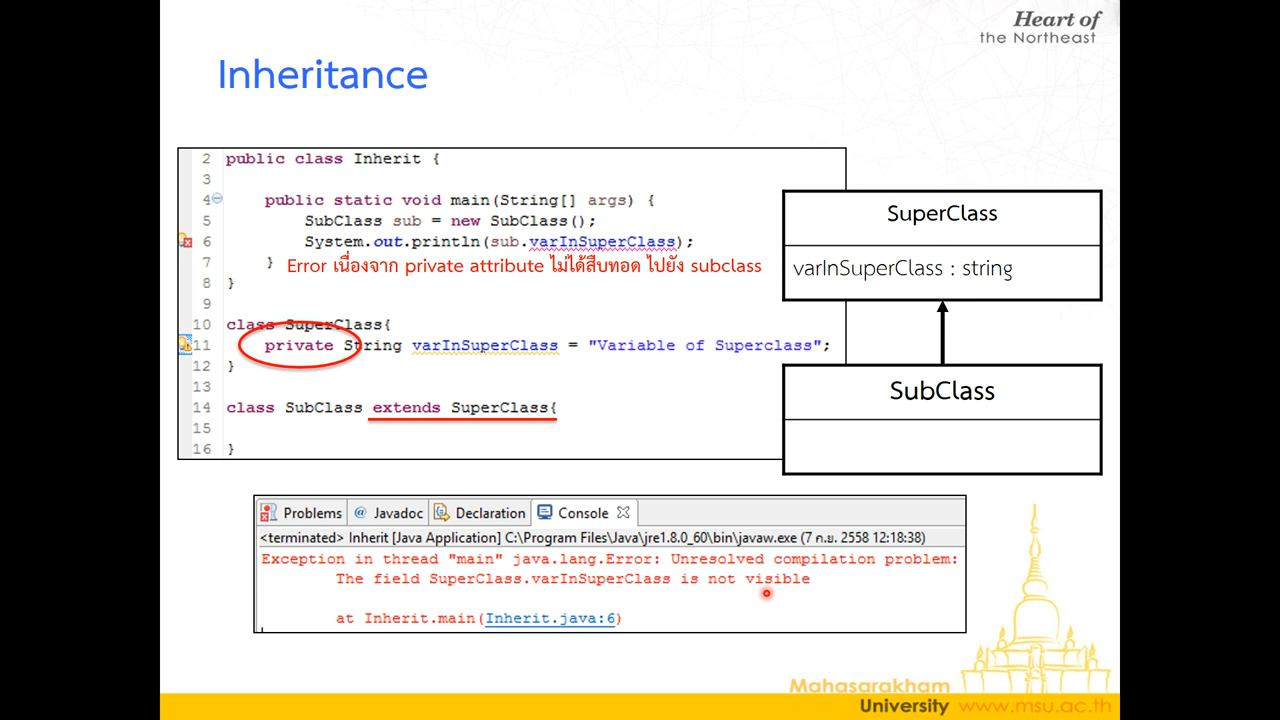 Heart of
the Northeast
Inheritance
2 public class Inherit {
3
4 public static void main(String[] args) {
5 SubClass sub = new SubClass();
6 System.out.println(sub.varInSuperClass);
7 }
Error เนื่องจาก private attribute ไม่ได้สืบทอด ไปยัง subclass
8 }
9
10 class SuperClass{
11 private String varInSuperClass = "Variable of Superclass";
12 }
13
14 class SubClass extends SuperClass{
15
16 }
SuperClass
varInSuperClass : string
SubClass
Problems @ Javadoc Declaration Console
<terminated> Inherit [Java Application] C:\Program Files\Java\jre1.8.0_60\bin\javaw.exe (7 ก.ย. 2558 12:18:38)
Exception in thread "main" java.lang.Error: Unresolved compilation problem:
The field SuperClass.varInSuperClass is not visible
at Inherit.main(Inherit.java:6)
Mahasarakham
University www.msu.ac.th